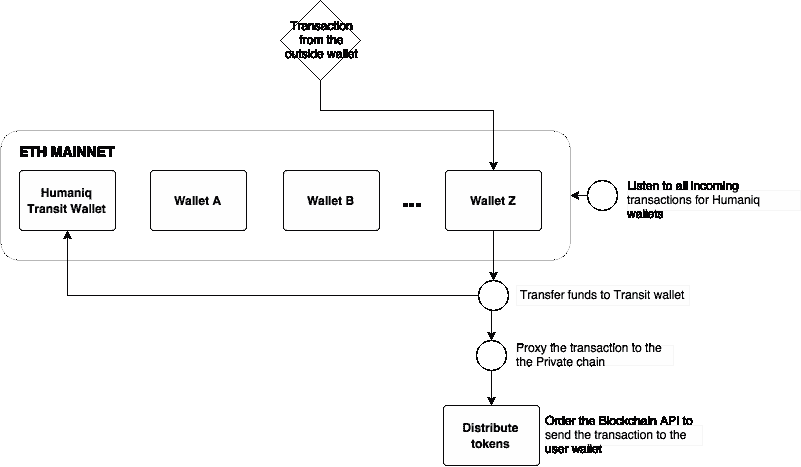 Transaction
from the
outside wallet
ETH MAINNET
Humaniq
Transit Wallet
Wallet A
Wallet B
...
Wallet Z
Listen to all incoming
transactions for Humaniq
wallets
Transfer funds to Transit wallet
Proxy the transaction to the
the Private chain
Distribute
tokens
Order the Blockchain API to
send the transaction to the
user wallet